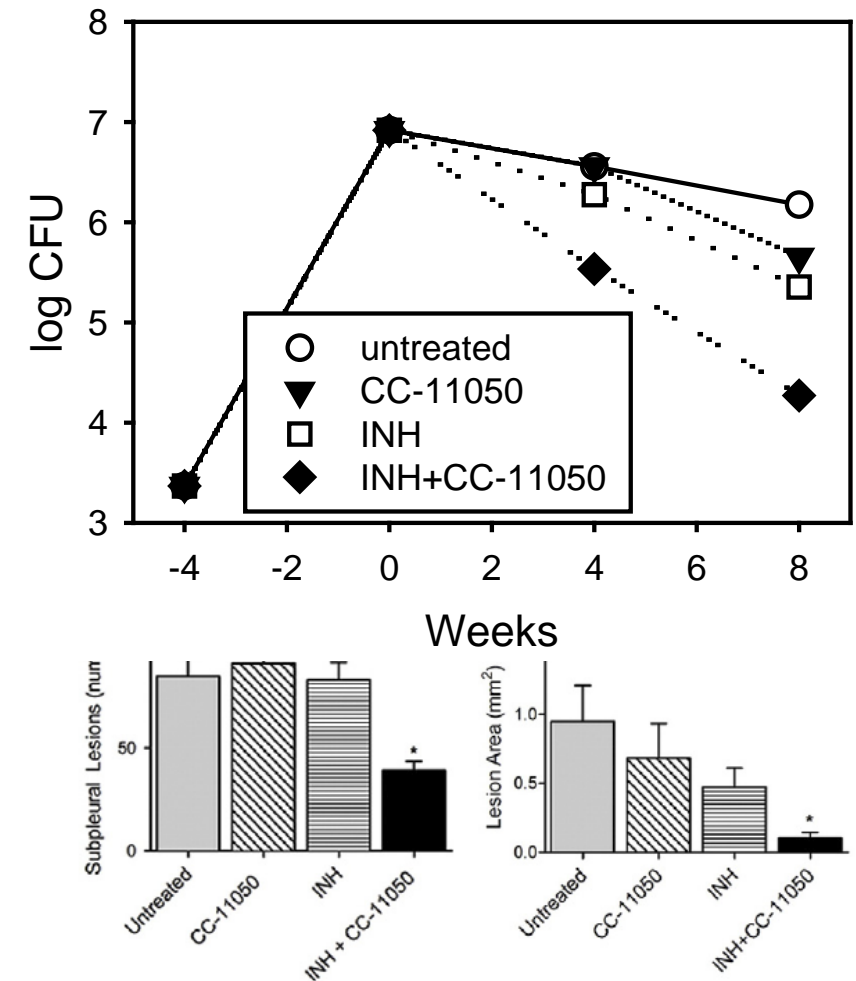 8
7
6
5
4
3
log CFU
-4 -2 0 2 4 6 8
Weeks
untreated
CC-11050
INH
INH+CC-11050
Subpleural Lesions
50
0
Untreated
CC-11050
INH
INH + CC-11050
*
Lesion Area (mm²)
1.0
0.5
0.0
Untreated
CC-11050
INH
INH+CC-11050
*